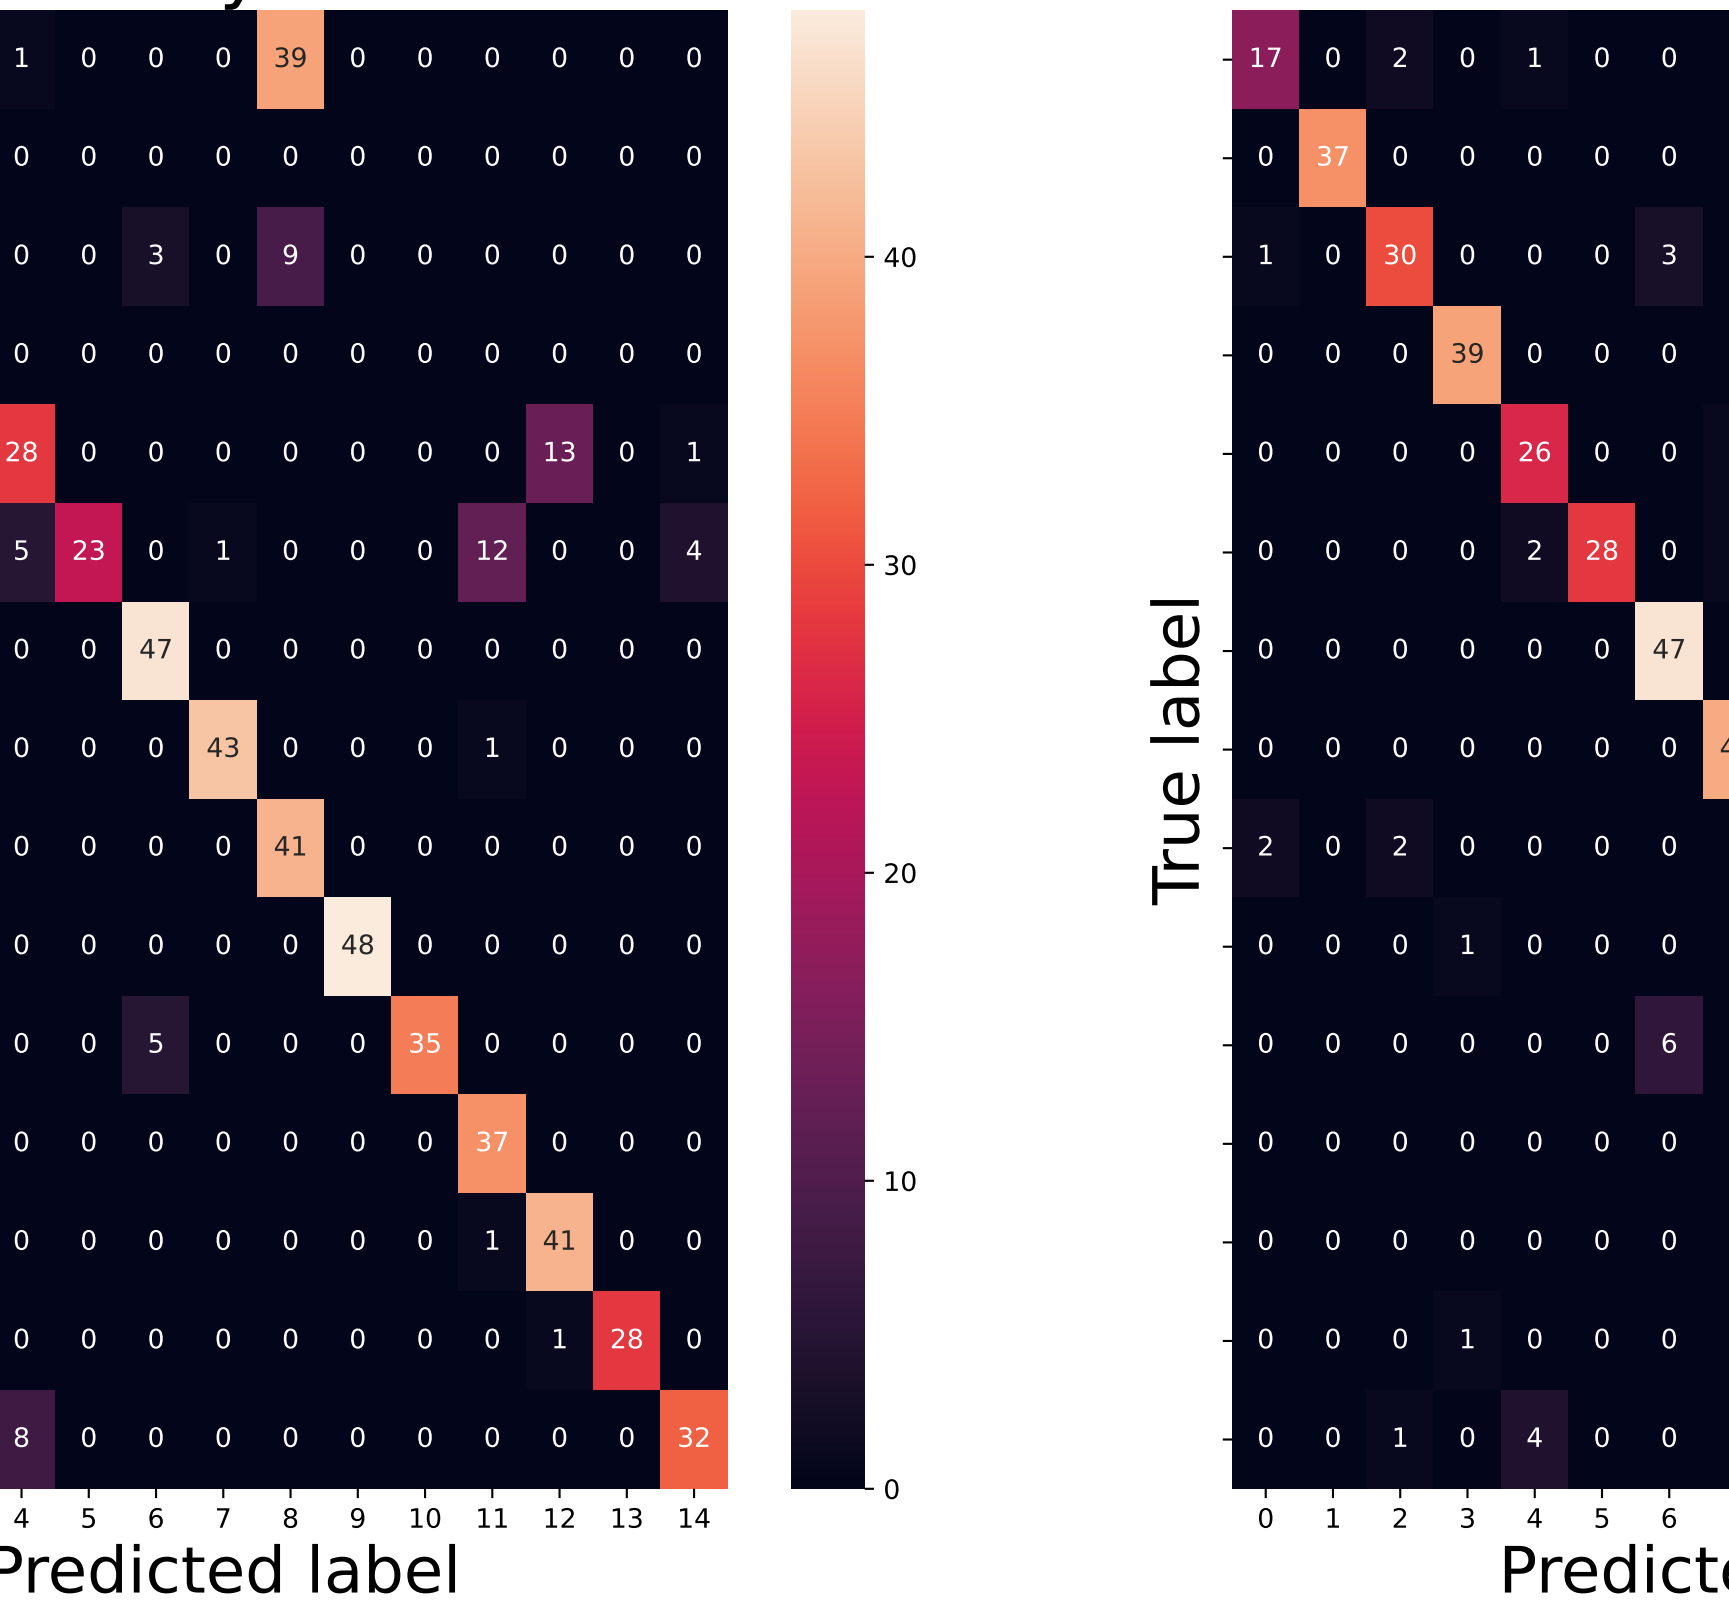 1 0 0 0 39 0 0 0 0 0 0
0 0 0 0 0 0 0 0 0 0 0
0 0 3 0 9 0 0 0 0 0 0
0 0 0 0 0 0 0 0 0 0 0
28 0 0 0 0 0 0 0 13 0 1
5 23 0 1 0 0 0 12 0 0 4
0 0 47 0 0 0 0 0 0 0 0
0 0 0 43 0 0 0 1 0 0 0
0 0 0 0 41 0 0 0 0 0 0
0 0 0 0 0 48 0 0 0 0 0
0 0 5 0 0 0 35 0 0 0 0
0 0 0 0 0 0 0 37 0 0 0
0 0 0 0 0 0 0 1 41 0 0
0 0 0 0 0 0 0 0 1 28 0
8 0 0 0 0 0 0 0 0 0 32
4 5 6 7 8 9 10 11 12 13 14
Predicted label
40
30
20
10
0
True label
17 0 2 0 1 0 0
0 37 0 0 0 0 0
1 0 30 0 0 0 3
0 0 0 39 0 0 0
0 0 0 0 26 0 0
0 0 0 0 2 28 0
0 0 0 0 0 0 47
0 0 0 0 0 0 0
2 0 2 0 0 0 0
0 0 0 1 0 0 0
0 0 0 0 0 0 6
0 0 0 0 0 0 0
0 0 0 0 0 0 0
0 0 0 1 0 0 0
0 0 1 0 4 0 0
0 1 2 3 4 5 6
Predicte